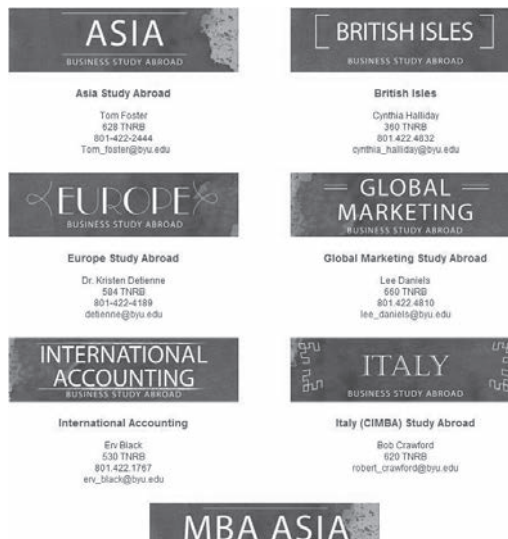 ASIA
BUSINESS STUDY ABROAD
Asia Study Abroad
Tom Foster
628 TNRB
801-422-2444
Tom_foster@byu.edu
BRITISH ISLES
BUSINESS STUDY ABROAD
British Isles
Cynthia Halliday
360 TNRB
801.422.4832
cynthia_halliday@byu.edu
EUROPE
BUSINESS STUDY ABROAD
Europe Study Abroad
Dr. Kristen Detienne
584 TNRB
801-422-4189
detienne@byu.edu
GLOBAL
MARKETING
BUSINESS STUDY ABROAD
Global Marketing Study Abroad
Lee Daniels
660 TNRB
801.422.4810
lee_daniels@byu.edu
INTERNATIONAL
ACCOUNTING
BUSINESS STUDY ABROAD
International Accounting
Erv Black
530 TNRB
801.422.1767
erv_black@byu.edu
ITALY
BUSINESS STUDY ABROAD
Italy (CIMBA) Study Abroad
Bob Crawford
620 TNRB
robert_crawford@byu.edu
MBA ASIA